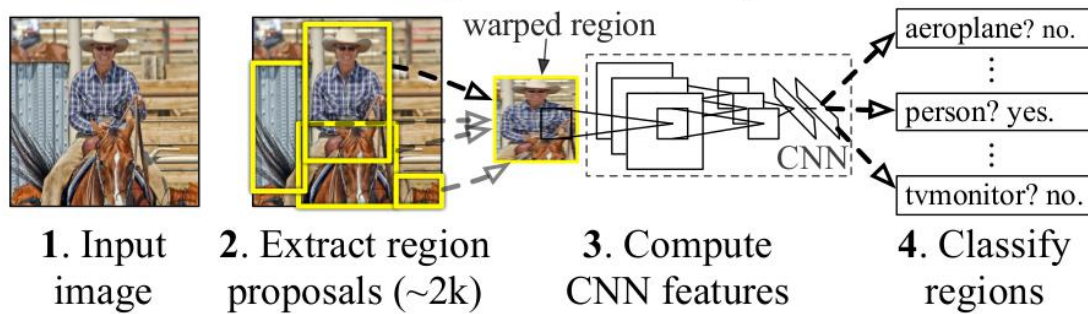 warped region
aeroplane? no.
⋮
person? yes.
⋮
CNN
tvmonitor? no.
1. Input
image
2. Extract region
proposals (~2k)
3. Compute
CNN features
4. Classify
regions